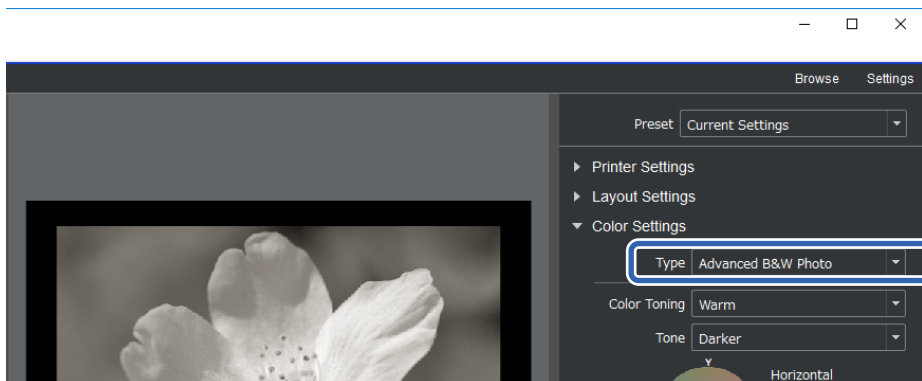 Browse Settings
Preset Current Settings
Printer Settings
Layout Settings
Color Settings
Type Advanced B&W Photo
Color Toning Warm
Tone Darker
Y
Horizontal